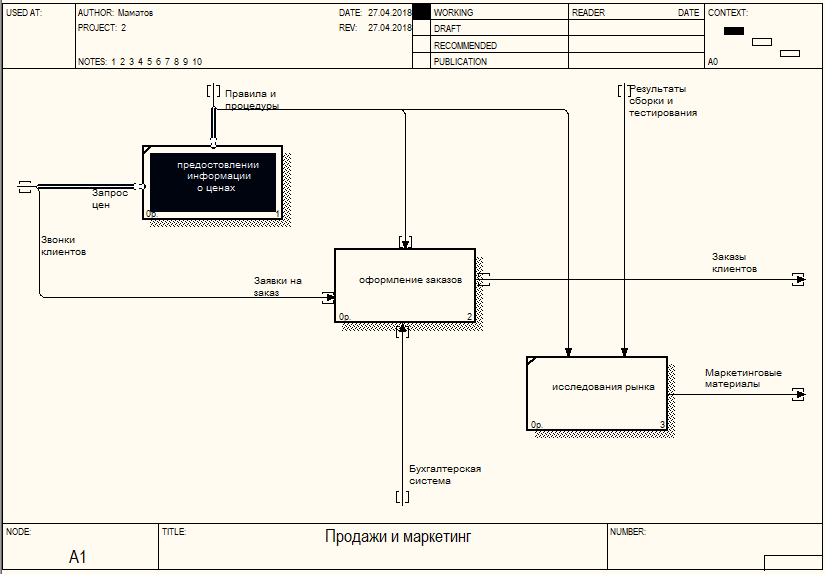 USED AT:
AUTHOR: Маматов
DATE: 27.04.2018
WORKING
READER
DATE
CONTEXT:
PROJECT: 2
REV: 27.04.2018
DRAFT
RECOMMENDED
NOTES: 1 2 3 4 5 6 7 8 9 10
PUBLICATION
A0
Правила и
процедуры
Результаты
сборки и
тестирования
предостовлении
информации
о ценах
0р.
1
Запрос
цен
Звонки
клиентов
Заявки на
заказ
оформление заказов
0р.
2
Заказы
клиентов
исследования рынка
0р.
3
Маркетинговые
материалы
Бухгалтерская
система
NODE:
A1
TITLE:
Продажи и маркетинг
NUMBER: